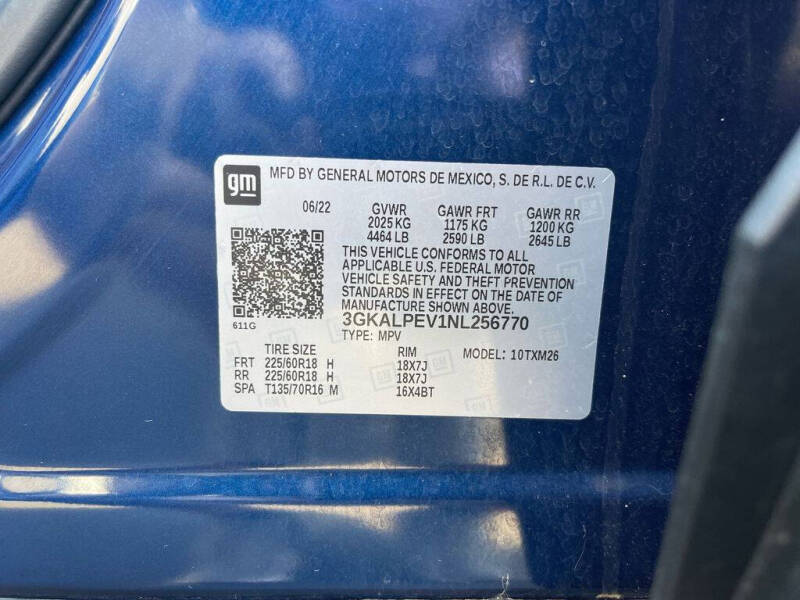 gm MFD BY GENERAL MOTORS DE MEXICO, S. DE R.L. DE C.V.
06/22 GVWR GAWR FRT GAWR RR
2025 KG 1175 KG 1200 KG
4464 LB 2590 LB 2645 LB
THIS VEHICLE CONFORMS TO ALL
APPLICABLE U.S. FEDERAL MOTOR
VEHICLE SAFETY AND THEFT PREVENTION
STANDARDS IN EFFECT ON THE DATE OF
MANUFACTURE SHOWN ABOVE.
611G 3GKALPEV1NL256770
TYPE: MPV
TIRE SIZE RIM MODEL: 10TXM26
FRT 225/60R18 H 18X7J
RR 225/60R18 H 18X7J
SPA T135/70R16 M 16X4BT